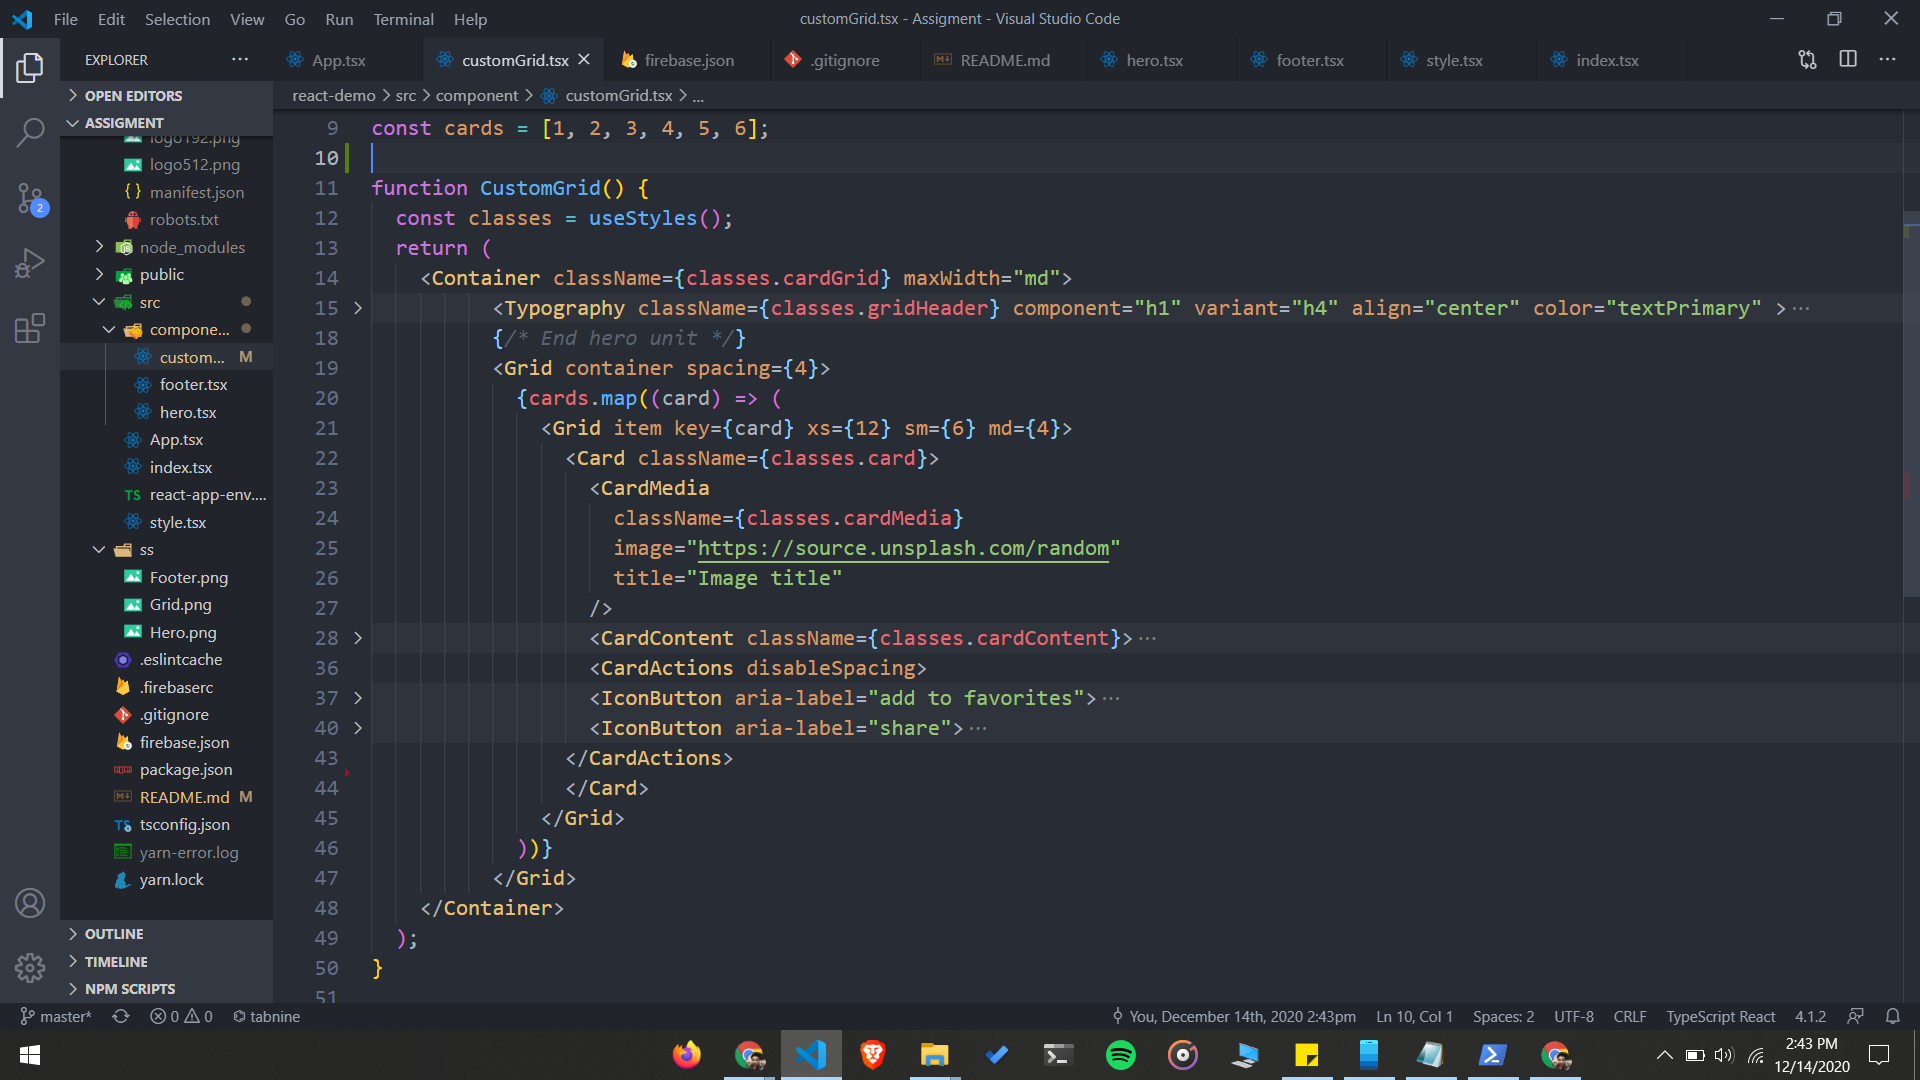 File Edit Selection View Go Run Terminal Help
customGrid.tsx - Assigment - Visual Studio Code
EXPLORER
App.tsx
customGrid.tsx
firebase.json
.gitignore
README.md
hero.tsx
footer.tsx
style.tsx
index.tsx
OPEN EDITORS
ASSIGMENT
logo192.png
logo512.png
manifest.json
robots.txt
node_modules
public
src
compone...
custom... M
footer.tsx
hero.tsx
App.tsx
index.tsx
TS react-app-env....
style.tsx
ss
Footer.png
Grid.png
Hero.png
.eslintcache
.firebaserc
.gitignore
firebase.json
package.json
README.md M
tsconfig.json
yarn-error.log
yarn.lock
OUTLINE
TIMELINE
NPM SCRIPTS
2
react-demo > src > component > customGrid.tsx > ...
9 const cards = [1, 2, 3, 4, 5, 6];
10
11 function CustomGrid() {
12 const classes = useStyles();
13 return (
14 <Container className={classes.cardGrid} maxWidth="md">
15 <Typography className={classes.gridHeader} component="h1" variant="h4" align="center" color="textPrimary" >...
18 {/* End hero unit */}
19 <Grid container spacing={4}>
20 {cards.map((card) => (
21 <Grid item key={card} xs={12} sm={6} md={4}>
22 <Card className={classes.card}>
23 <CardMedia
24 className={classes.cardMedia}
25 image="https://source.unsplash.com/random"
26 title="Image title"
27 />
28 <CardContent className={classes.cardContent}>...
36 <CardActions disableSpacing>
37 <IconButton aria-label="add to favorites">...
40 <IconButton aria-label="share">...
43 </CardActions>
44 </Card>
45 </Grid>
46 ))}
47 </Grid>
48 </Container>
49 );
50 }
51
master* 0 0 tabnine
You, December 14th, 2020 2:43pm Ln 10, Col 1 Spaces: 2 UTF-8 CRLF TypeScript React 4.1.2
2:43 PM
12/14/2020